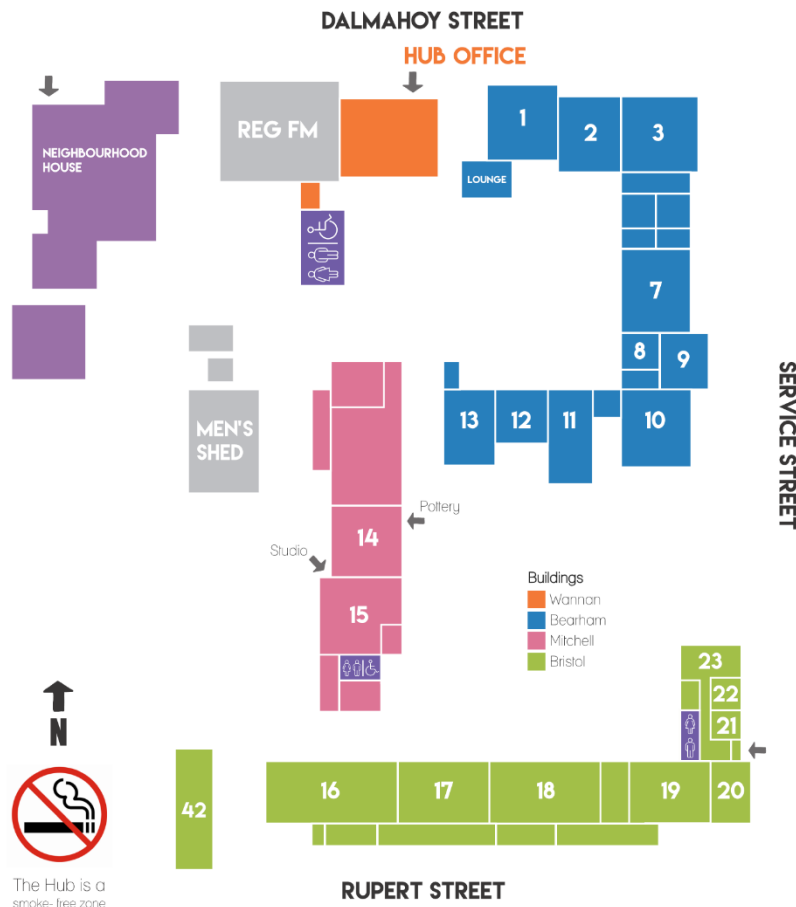 DALMAHOY STREET
HUB OFFICE
NEIGHBOURHOOD
HOUSE
REG FM
1
2
3
LOUNGE
7
8
9
10
11
12
13
MEN'S
SHED
SERVICE STREET
Pottery
14
Studio
15
Buildings
Wannan
Bearham
Mitchell
Bristol
23
22
21
N
16
17
18
19
20
42
The Hub is a
smoke- free zone
RUPERT STREET